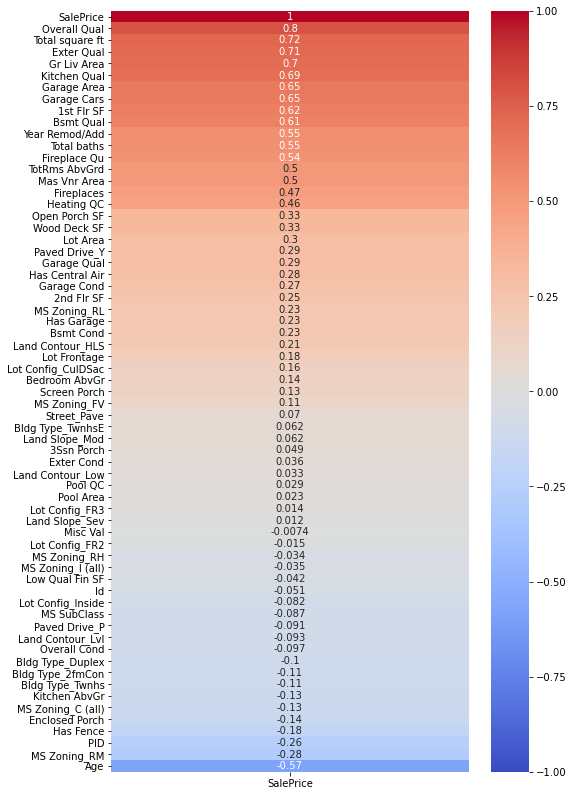 SalePrice 1
Overall Qual 0.8
Total square ft 0.72
Exter Qual 0.71
Gr Liv Area 0.7
Kitchen Qual 0.69
Garage Area 0.65
Garage Cars 0.65
1st Flr SF 0.62
Bsmt Qual 0.61
Year Remod/Add 0.55
Total baths 0.55
Fireplace Qu 0.54
TotRms AbvGrd 0.5
Mas Vnr Area 0.5
Fireplaces 0.47
Heating QC 0.46
Open Porch SF 0.33
Wood Deck SF 0.33
Lot Area 0.3
Paved Drive_Y 0.29
Garage Qual 0.29
Has Central Air 0.28
Garage Cond 0.27
2nd Flr SF 0.25
MS Zoning_RL 0.23
Has Garage 0.23
Bsmt Cond 0.23
Land Contour_HLS 0.21
Lot Frontage 0.18
Lot Config_CulDSac 0.16
Bedroom AbvGr 0.14
Screen Porch 0.13
MS Zoning_FV 0.11
Street_Pave 0.07
Bldg Type_TwnhsE 0.062
Land Slope_Mod 0.062
3Ssn Porch 0.049
Exter Cond 0.036
Land Contour_Low 0.033
Pool QC 0.029
Pool Area 0.023
Lot Config_FR3 0.014
Land Slope_Sev 0.012
Misc Val -0.0074
Lot Config_FR2 -0.015
MS Zoning_RH -0.034
MS Zoning_I (all) -0.035
Low Qual Fin SF -0.042
Id -0.051
Lot Config_Inside -0.082
MS SubClass -0.087
Paved Drive_P -0.091
Land Contour_Lvl -0.093
Overall Cond -0.097
Bldg Type_Duplex -0.1
Bldg Type_2fmCon -0.11
Bldg Type_Twnhs -0.11
Kitchen AbvGr -0.13
MS Zoning_C (all) -0.13
Enclosed Porch -0.14
Has Fence -0.18
PID -0.26
MS Zoning_RM -0.28
Age -0.57
SalePrice
1.00
0.75
0.50
0.25
0.00
−0.25
−0.50
−0.75
−1.00